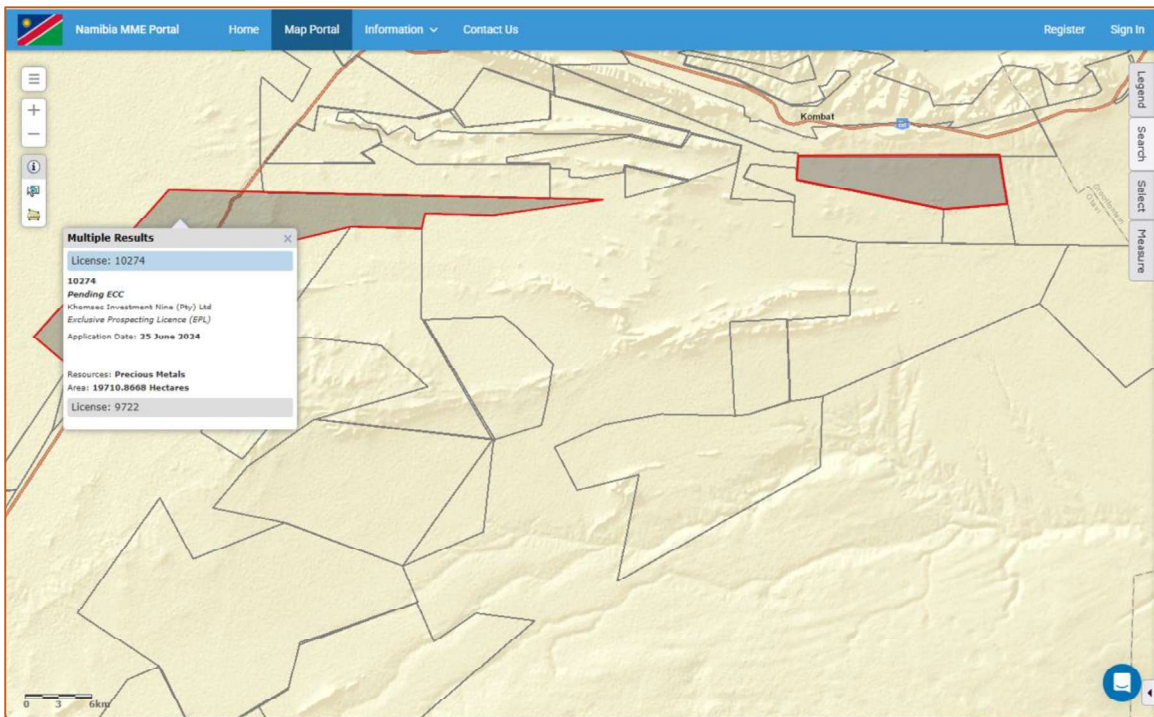 Namibia MME Portal
Home
Map Portal
Information
Contact Us
Register
Sign In
Legend
Search
Select
Measure
Kombat
Grootfontein
Otavi
Multiple Results
License: 10274
10274
Pending ECC
Investment Nine (Pty) Ltd
Exclusive Prospecting Licence (EPL)
Application Date: 25 June 2024
Resources: Precious Metals
Area: 19710.8668 Hectares
License: 9722
0 3 6km